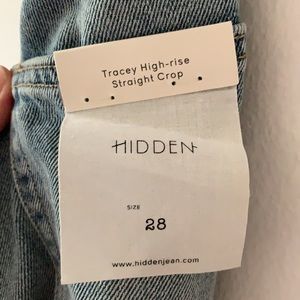 Tracey High-rise
Straight Crop
HIDDEN
SIZE
28
www.hiddenjean.com